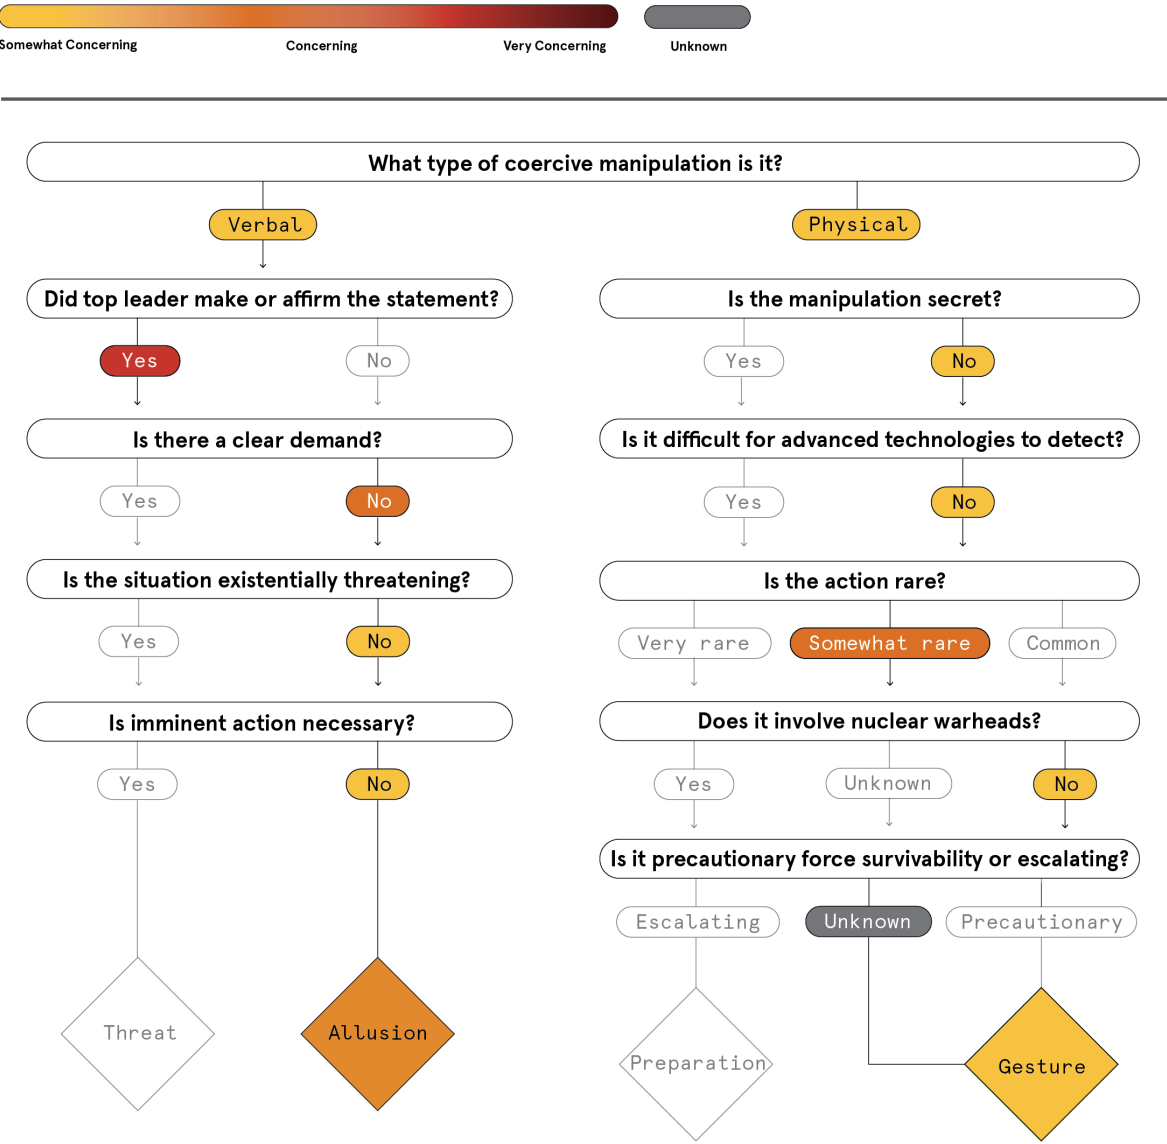 Somewhat Concerning
Concerning
Very Concerning
Unknown
What type of coercive manipulation is it?
Verbal
Physical
Did top leader make or affirm the statement?
Is the manipulation secret?
Yes
No
Yes
No
Is there a clear demand?
Is it difficult for advanced technologies to detect?
Yes
No
Yes
No
Is the situation existentially threatening?
Is the action rare?
Yes
No
Very rare
Somewhat rare
Common
Is imminent action necessary?
Does it involve nuclear warheads?
Yes
No
Yes
Unknown
No
Is it precautionary force survivability or escalating?
Escalating
Unknown
Precautionary
Threat
Allusion
Preparation
Gesture